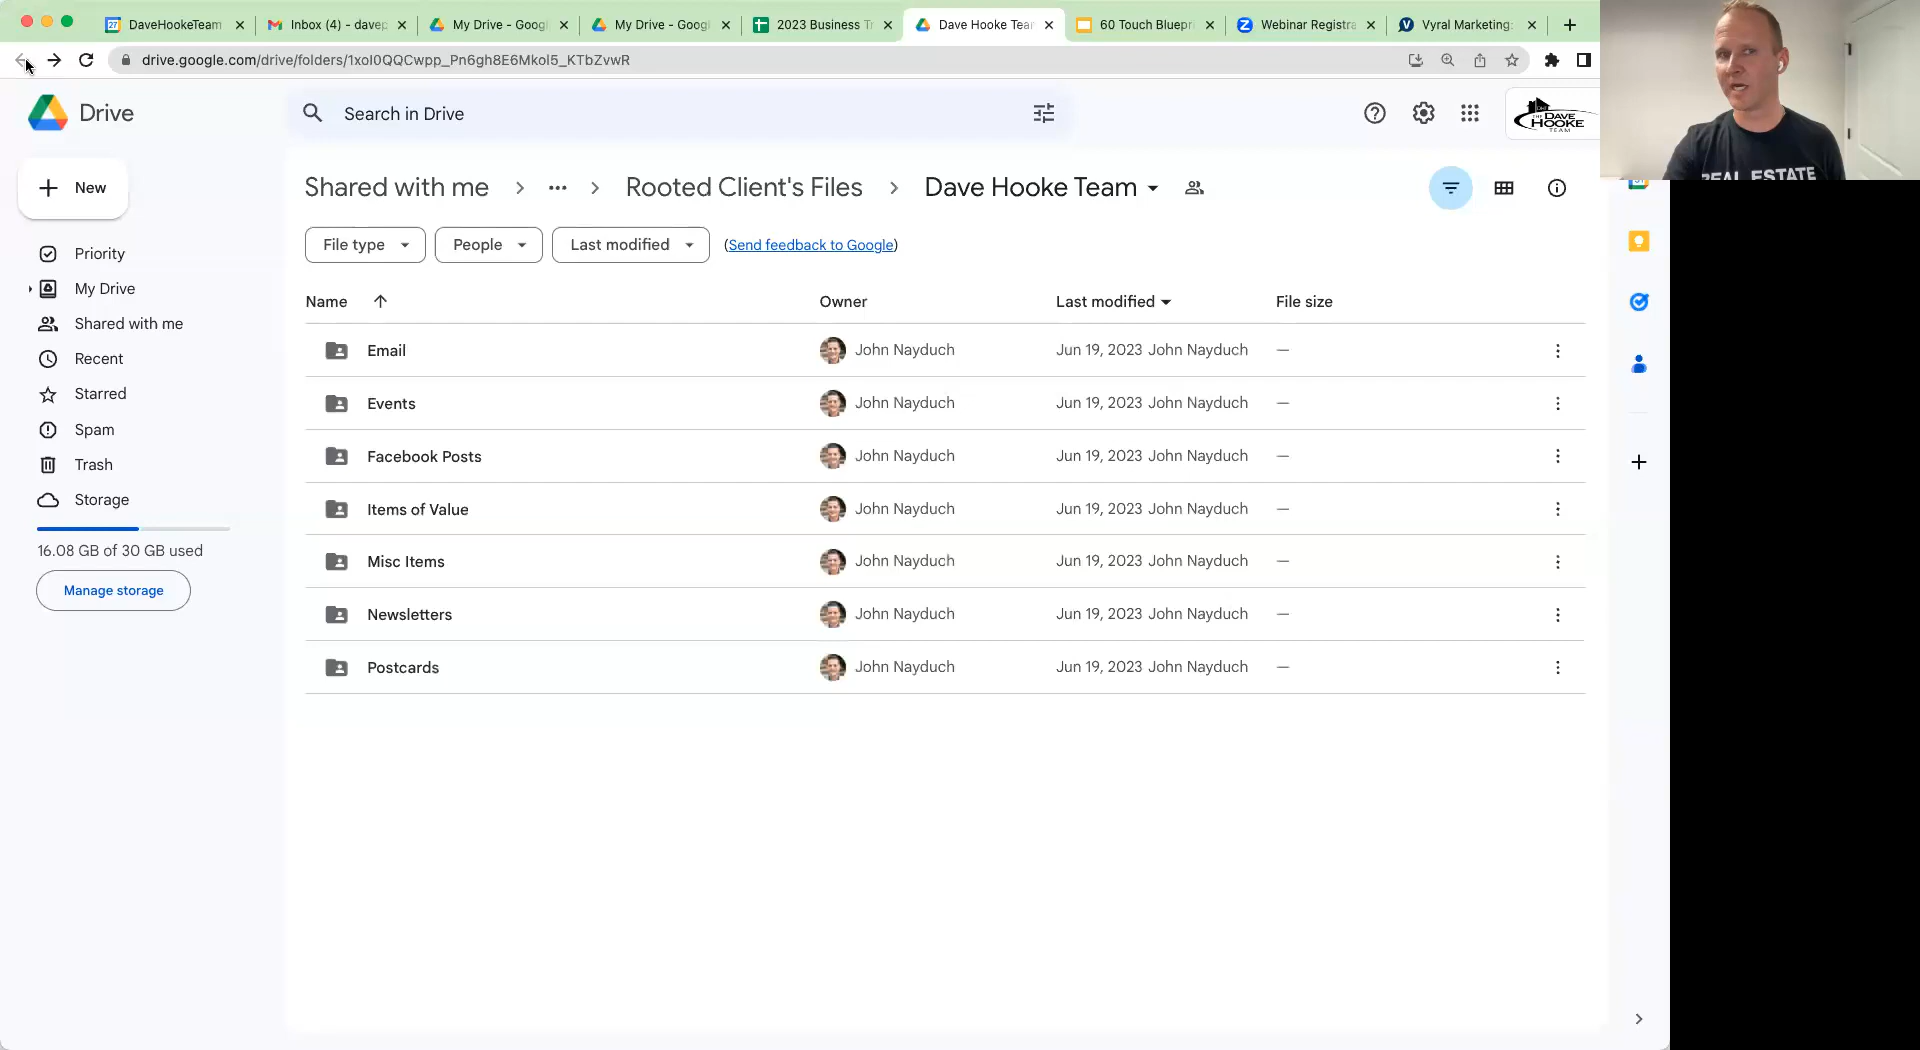 DaveHookeTeam
Inbox (4) - davep
My Drive - Googl
My Drive - Googl
2023 Business Tr
Dave Hooke Tear
60 Touch Bluepr
Webinar Registra
Vyral Marketing:
drive.google.com/drive/folders/1xoI0QQCwpp_Pn6gh8E6MkoI5_KTbZvwR
Drive
Search in Drive
THE DAVE
HOOKE
TEAM
REAL ESTATE
New
Shared with me > ... > Rooted Client's Files > Dave Hooke Team
File type
People
Last modified
(Send feedback to Google)
Priority
My Drive
Shared with me
Recent
Starred
Spam
Trash
Storage
16.08 GB of 30 GB used
Manage storage
Name Owner Last modified File size
Email John Nayduch Jun 19, 2023 John Nayduch —
Events John Nayduch Jun 19, 2023 John Nayduch —
Facebook Posts John Nayduch Jun 19, 2023 John Nayduch —
Items of Value John Nayduch Jun 19, 2023 John Nayduch —
Misc Items John Nayduch Jun 19, 2023 John Nayduch —
Newsletters John Nayduch Jun 19, 2023 John Nayduch —
Postcards John Nayduch Jun 19, 2023 John Nayduch —